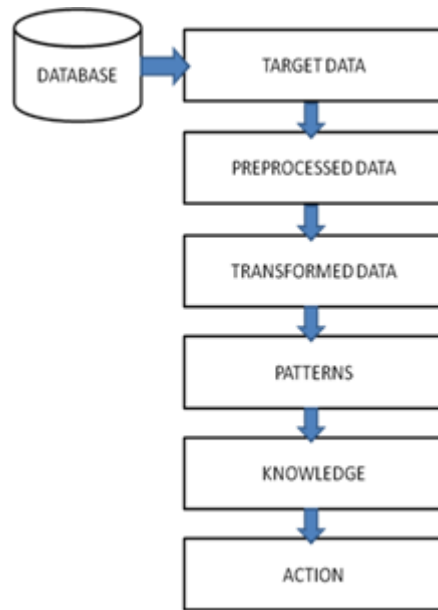 DATABASE
TARGET DATA
PREPROCESSED DATA
TRANSFORMED DATA
PATTERNS
KNOWLEDGE
ACTION